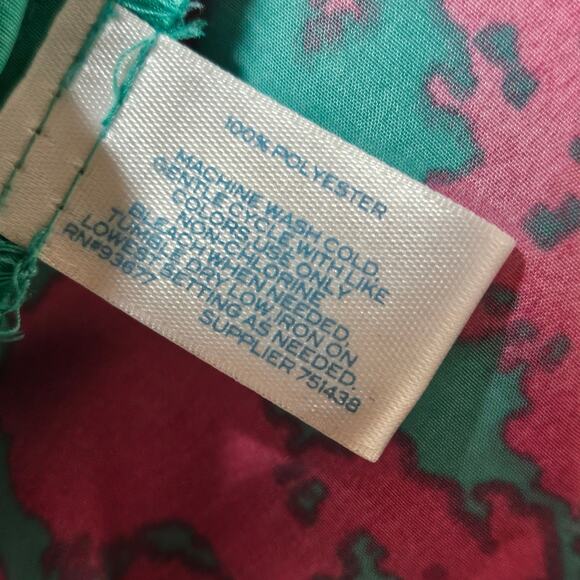 100% POLYESTER
MACHINE WASH COLD.
GENTLE CYCLE WITH LIKE
COLORS. USE ONLY
NON-CHLORINE
BLEACH WHEN NEEDED.
TUMBLE DRY LOW. IRON ON
LOWEST SETTING AS NEEDED.
RN#93677 SUPPLIER 751438